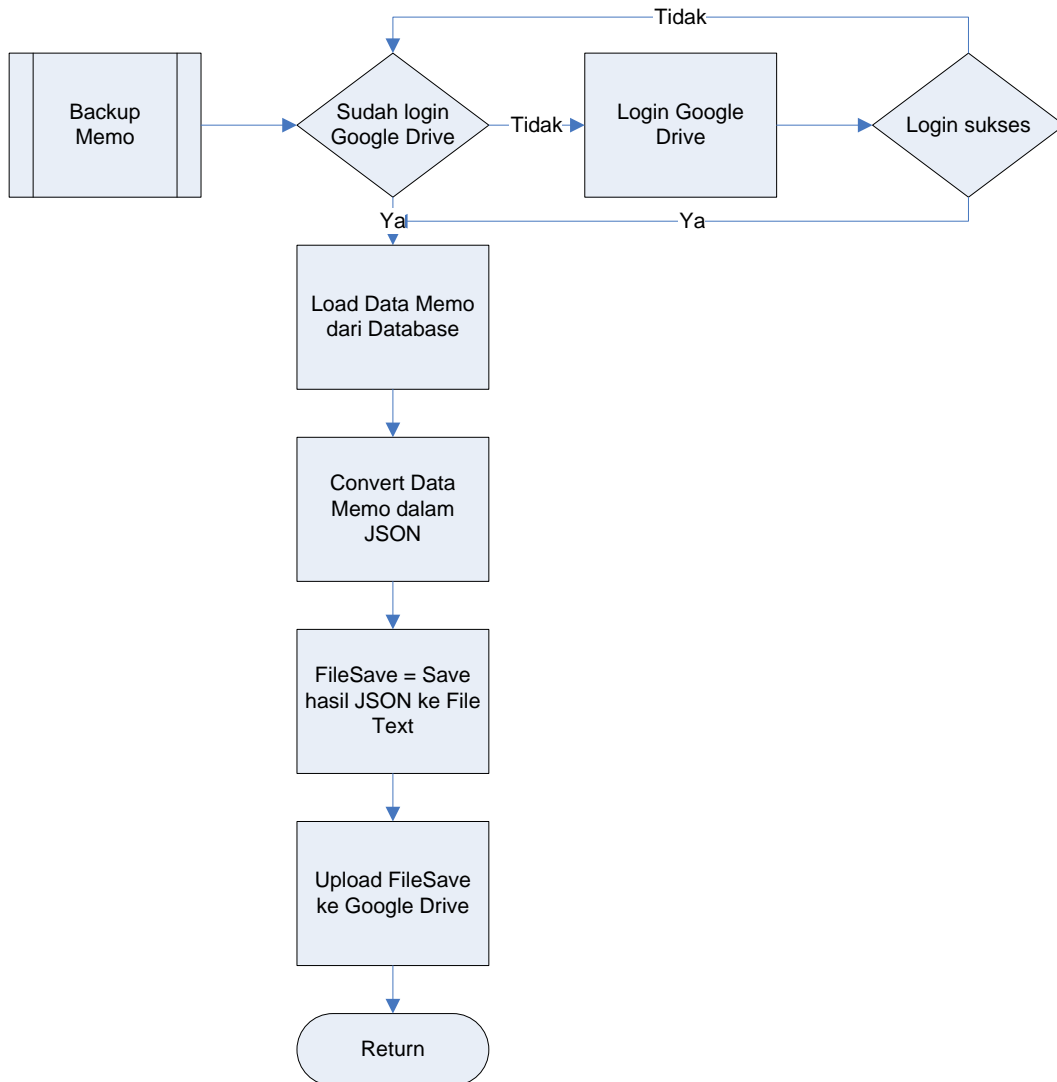 Tidak
Backup
Memo
Sudah login
Google Drive
Tidak
Login Google
Drive
Login sukses
Ya
Ya
Load Data Memo
dari Database
Convert Data
Memo dalam
JSON
FileSave = Save
hasil JSON ke File
Text
Upload FileSave
ke Google Drive
Return